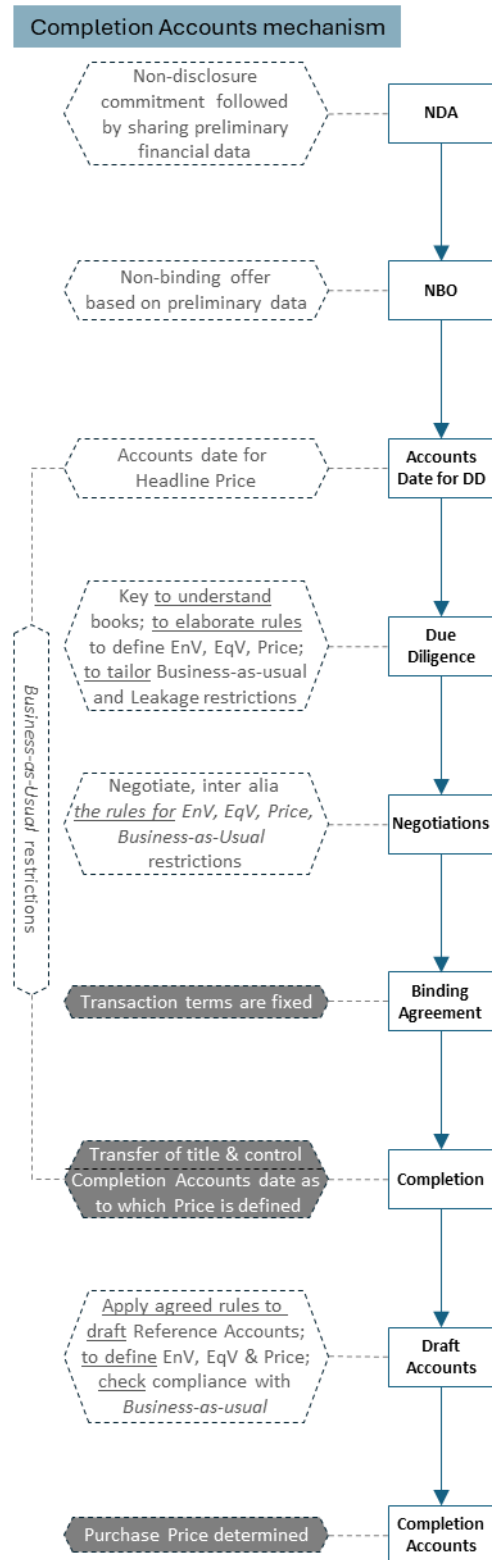 Completion Accounts mechanism
Non-disclosure
commitment followed
by sharing preliminary
financial data
NDA
Non-binding offer
based on preliminary data
NBO
Accounts date for
Headline Price
Accounts
Date for DD
Key to understand
books; to elaborate rules
to define EnV, EqV, Price;
to tailor Business-as-usual
and Leakage restrictions
Due
Diligence
Business-as-Usual restrictions
Negotiate, inter alia
the rules for EnV, EqV, Price,
Business-as-Usual
restrictions
Negotiations
Transaction terms are fixed
Binding
Agreement
Transfer of title & control
Completion Accounts date as
to which Price is defined
Completion
Apply agreed rules to
draft Reference Accounts;
to define EnV, EqV & Price;
check compliance with
Business-as-usual
Draft
Accounts
Purchase Price determined
Completion
Accounts